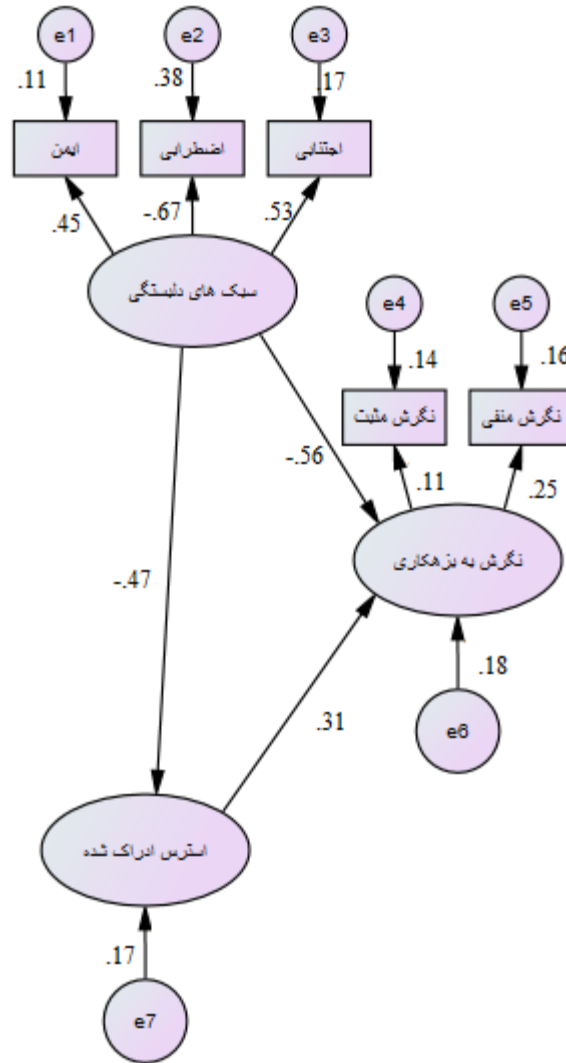 e1 e2 e3
.11 .38 .17
ایمن اضطرابی اجتنابی
.45 -.67 .53
سبک های دلبستگی
e4 e5
.14 .16
نگرش مثبت نگرش منفی
-.56 .11 .25
نگرش به بزهکاری
-.47
.18
.31
e6
استرس ادراک شده
.17
e7